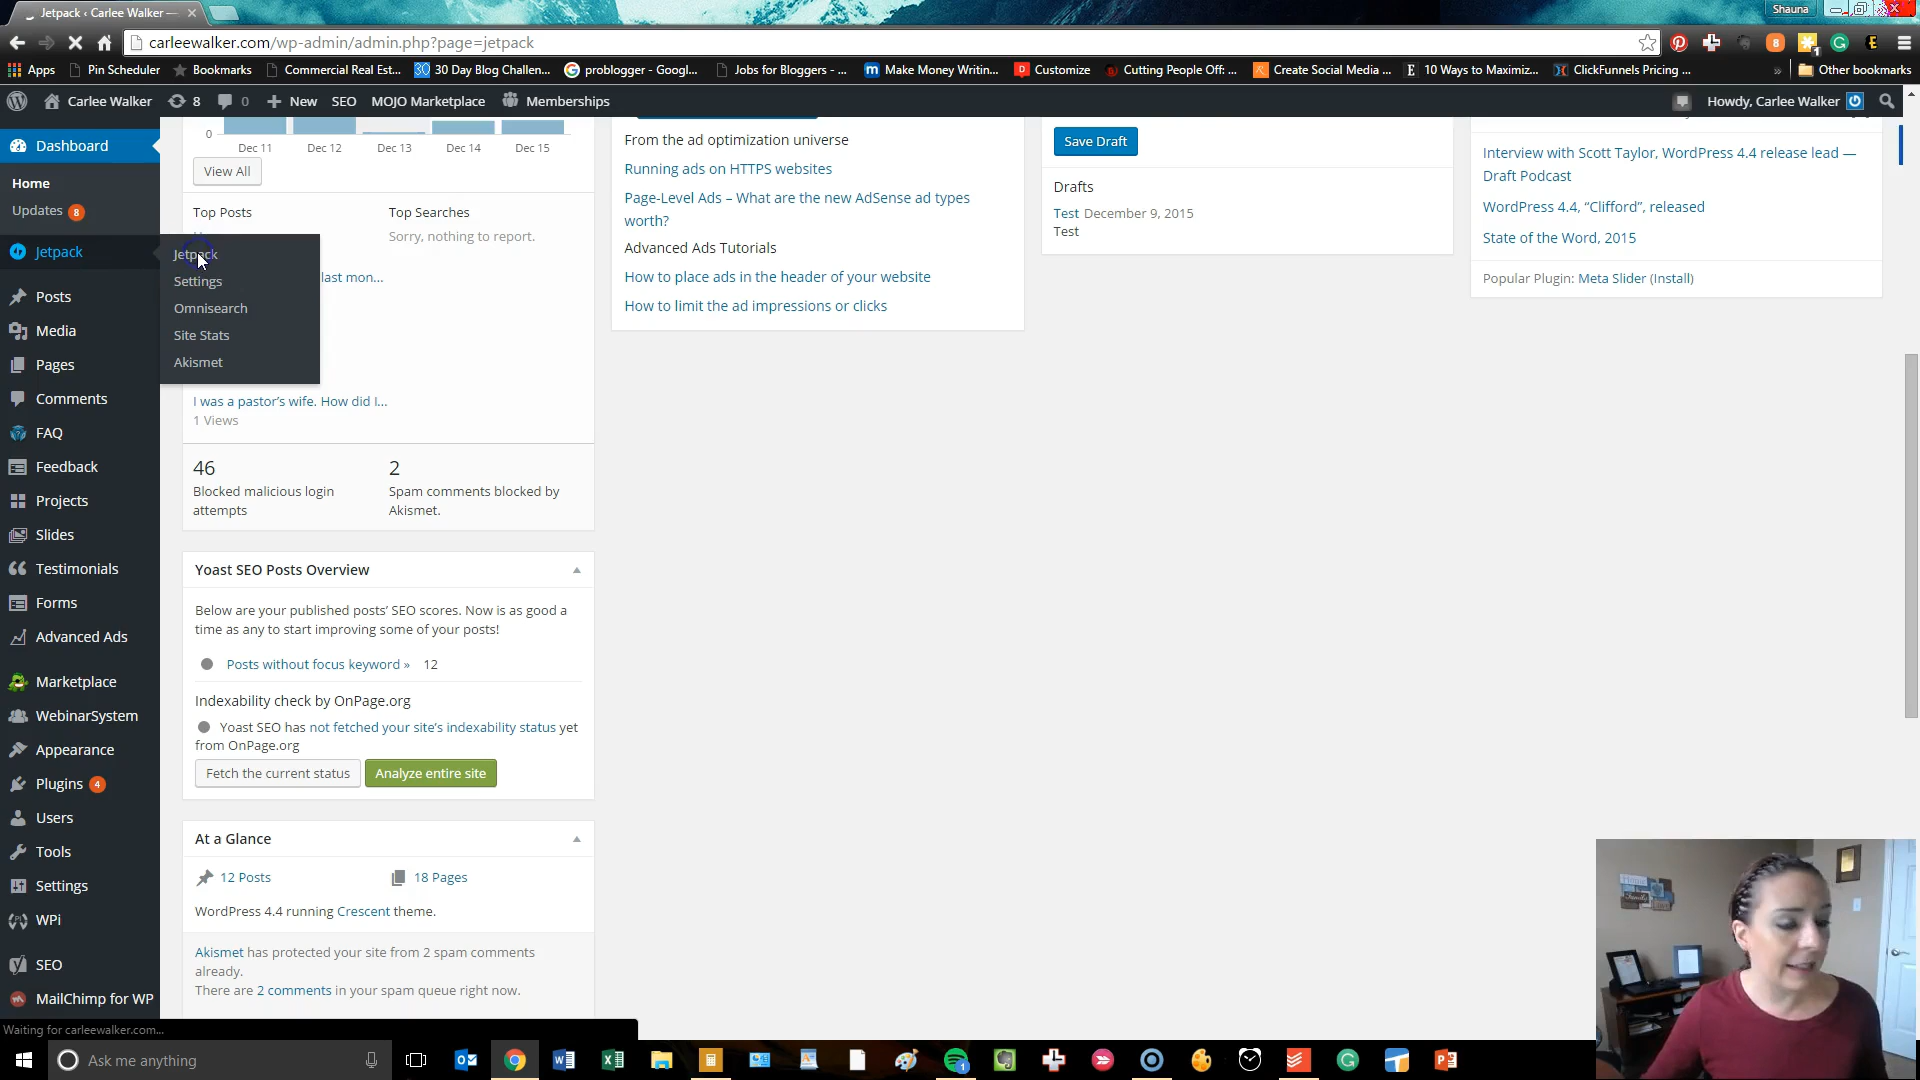 Jetpack ‹ Carlee Walker —
Shauna
carleewalker.com/wp-admin/admin.php?page=jetpack
Apps Pin Scheduler Bookmarks Commercial Real Est... 30 Day Blog Challen... problogger - Googl... Jobs for Bloggers - ... Make Money Writin... Customize Cutting People Off: ... Create Social Media ... 10 Ways to Maximiz... ClickFunnels Pricing ... » Other bookmarks
Carlee Walker 8 0 New SEO MOJO Marketplace Memberships Howdy, Carlee Walker
Dashboard
Home
Updates 8
Jetpack
Posts
Media
Pages
Comments
FAQ
Feedback
Projects
Slides
Testimonials
Forms
Advanced Ads
Marketplace
WebinarSystem
Appearance
Plugins 4
Users
Tools
Settings
WPi
SEO
MailChimp for WP
Jetpack
Settings
Omnisearch
Site Stats
Akismet
0
Dec 11 Dec 12 Dec 13 Dec 14 Dec 15
View All
Top Posts Top Searches
Sorry, nothing to report.
last mon...
I was a pastor's wife. How did I...
1 Views
46 2
Blocked malicious login attempts
Spam comments blocked by Akismet.
Yoast SEO Posts Overview
Below are your published posts' SEO scores. Now is as good a
time as any to start improving some of your posts!
Posts without focus keyword » 12
Indexability check by OnPage.org
Yoast SEO has not fetched your site's indexability status yet
from OnPage.org
Fetch the current status Analyze entire site
At a Glance
12 Posts 18 Pages
WordPress 4.4 running Crescent theme.
Akismet has protected your site from 2 spam comments
already.
There are 2 comments in your spam queue right now.
From the ad optimization universe
Running ads on HTTPS websites
Page-Level Ads – What are the new AdSense ad types
worth?
Advanced Ads Tutorials
How to place ads in the header of your website
How to limit the ad impressions or clicks
Save Draft
Drafts
Test December 9, 2015
Test
Interview with Scott Taylor, WordPress 4.4 release lead —
Draft Podcast
WordPress 4.4, “Clifford”, released
State of the Word, 2015
Popular Plugin: Meta Slider (Install)
Waiting for carleewalker.com...
Ask me anything